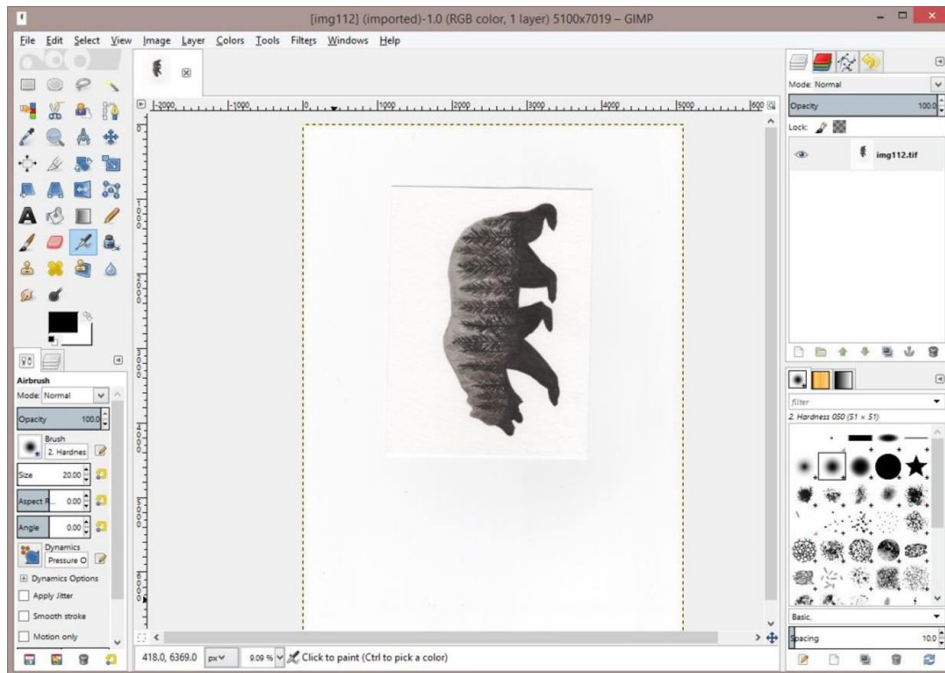 [img112] (imported)-1.0 (RGB color, 1 layer) 5100x7019 – GIMP
File Edit Select View Image Layer Colors Tools Filters Windows Help
Mode: Normal
Opacity 100.0
Lock:
img112.tif
Airbrush
Mode: Normal
Opacity 100.0
Brush
2. Hardnes
Size 20.00
Aspect R... 0.00
Angle 0.00
Dynamics
Pressure O
Dynamics Options
Apply Jitter
Smooth stroke
Motion only
filter
2. Hardness 050 (51 × 51)
Basic,
Spacing 10.0
418.0, 6369.0 px 9.09 % Click to paint (Ctrl to pick a color)